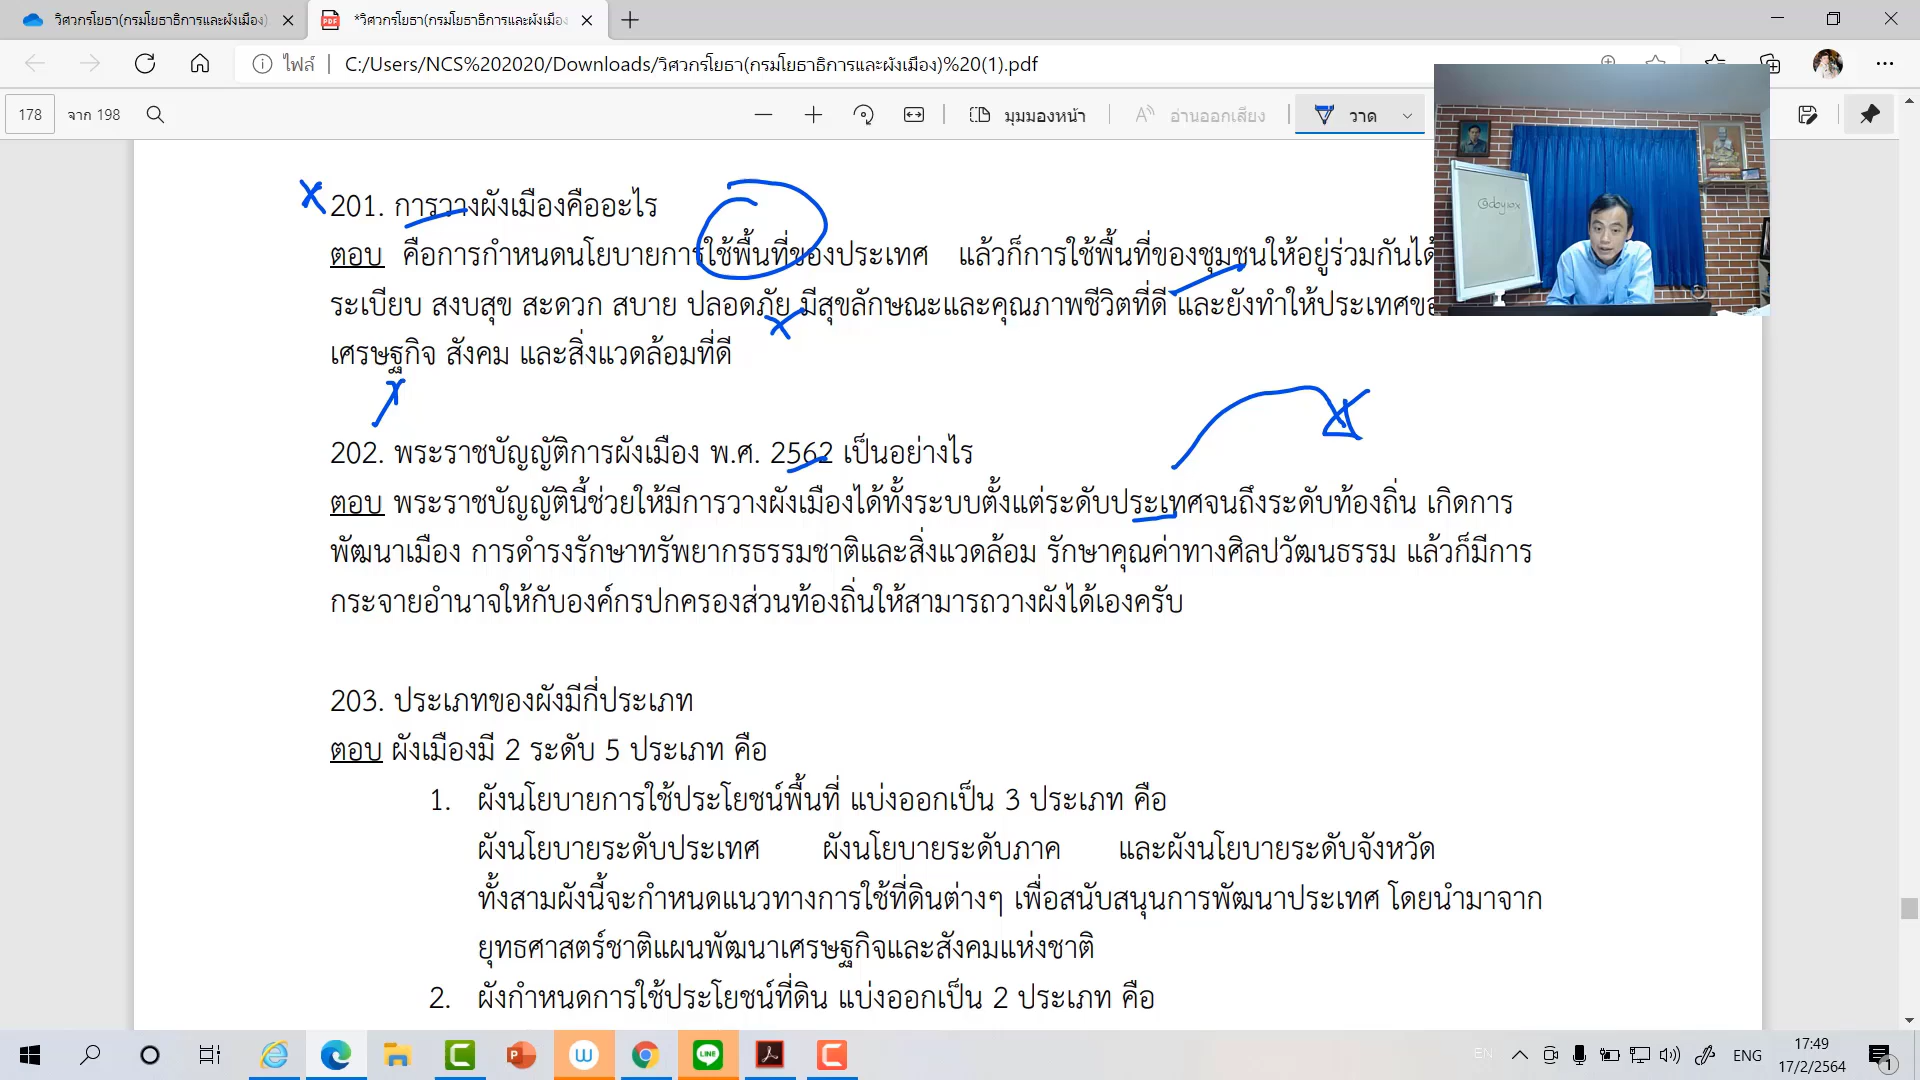 วิศวกรโยธา(กรมโยธาธิการและผังเมือง)
*วิศวกรโยธา(กรมโยธาธิการและผังเมือง
ไฟล์ | C:/Users/NCS%202020/Downloads/วิศวกรโยธา(กรมโยธาธิการและผังเมือง)%20(1).pdf
178 จาก 198 มุมมองหน้า อ่านออกเสียง วาด
201. การวางผังเมืองคืออะไร
ตอบ คือการกำหนดนโยบายการใช้พื้นที่ของประเทศ แล้วก็การใช้พื้นที่ของชุมชนให้อยู่ร่วมกันได้
ระเบียบ สงบสุข สะดวก สบาย ปลอดภัย มีสุขลักษณะและคุณภาพชีวิตที่ดี และยังทำให้ประเทศ
เศรษฐกิจ สังคม และสิ่งแวดล้อมที่ดี
202. พระราชบัญญัติการผังเมือง พ.ศ. 2562 เป็นอย่างไร
ตอบ พระราชบัญญัตินี้ช่วยให้มีการวางผังเมืองได้ทั้งระบบตั้งแต่ระดับประเทศจนถึงระดับท้องถิ่น เกิดการ
พัฒนาเมือง การดำรงรักษาทรัพยากรธรรมชาติและสิ่งแวดล้อม รักษาคุณค่าทางศิลปวัฒนธรรม แล้วก็มีการ
กระจายอำนาจให้กับองค์กรปกครองส่วนท้องถิ่นให้สามารถวางผังได้เองครับ
203. ประเภทของผังมีกี่ประเภท
ตอบ ผังเมืองมี 2 ระดับ 5 ประเภท คือ
1. ผังนโยบายการใช้ประโยชน์พื้นที่ แบ่งออกเป็น 3 ประเภท คือ
ผังนโยบายระดับประเทศ ผังนโยบายระดับภาค และผังนโยบายระดับจังหวัด
ทั้งสามผังนี้จะกำหนดแนวทางการใช้ที่ดินต่างๆ เพื่อสนับสนุนการพัฒนาประเทศ โดยนำมาจาก
ยุทธศาสตร์ชาติแผนพัฒนาเศรษฐกิจและสังคมแห่งชาติ
2. ผังกำหนดการใช้ประโยชน์ที่ดิน แบ่งออกเป็น 2 ประเภท คือ
ENG
17:49
17/2/2564